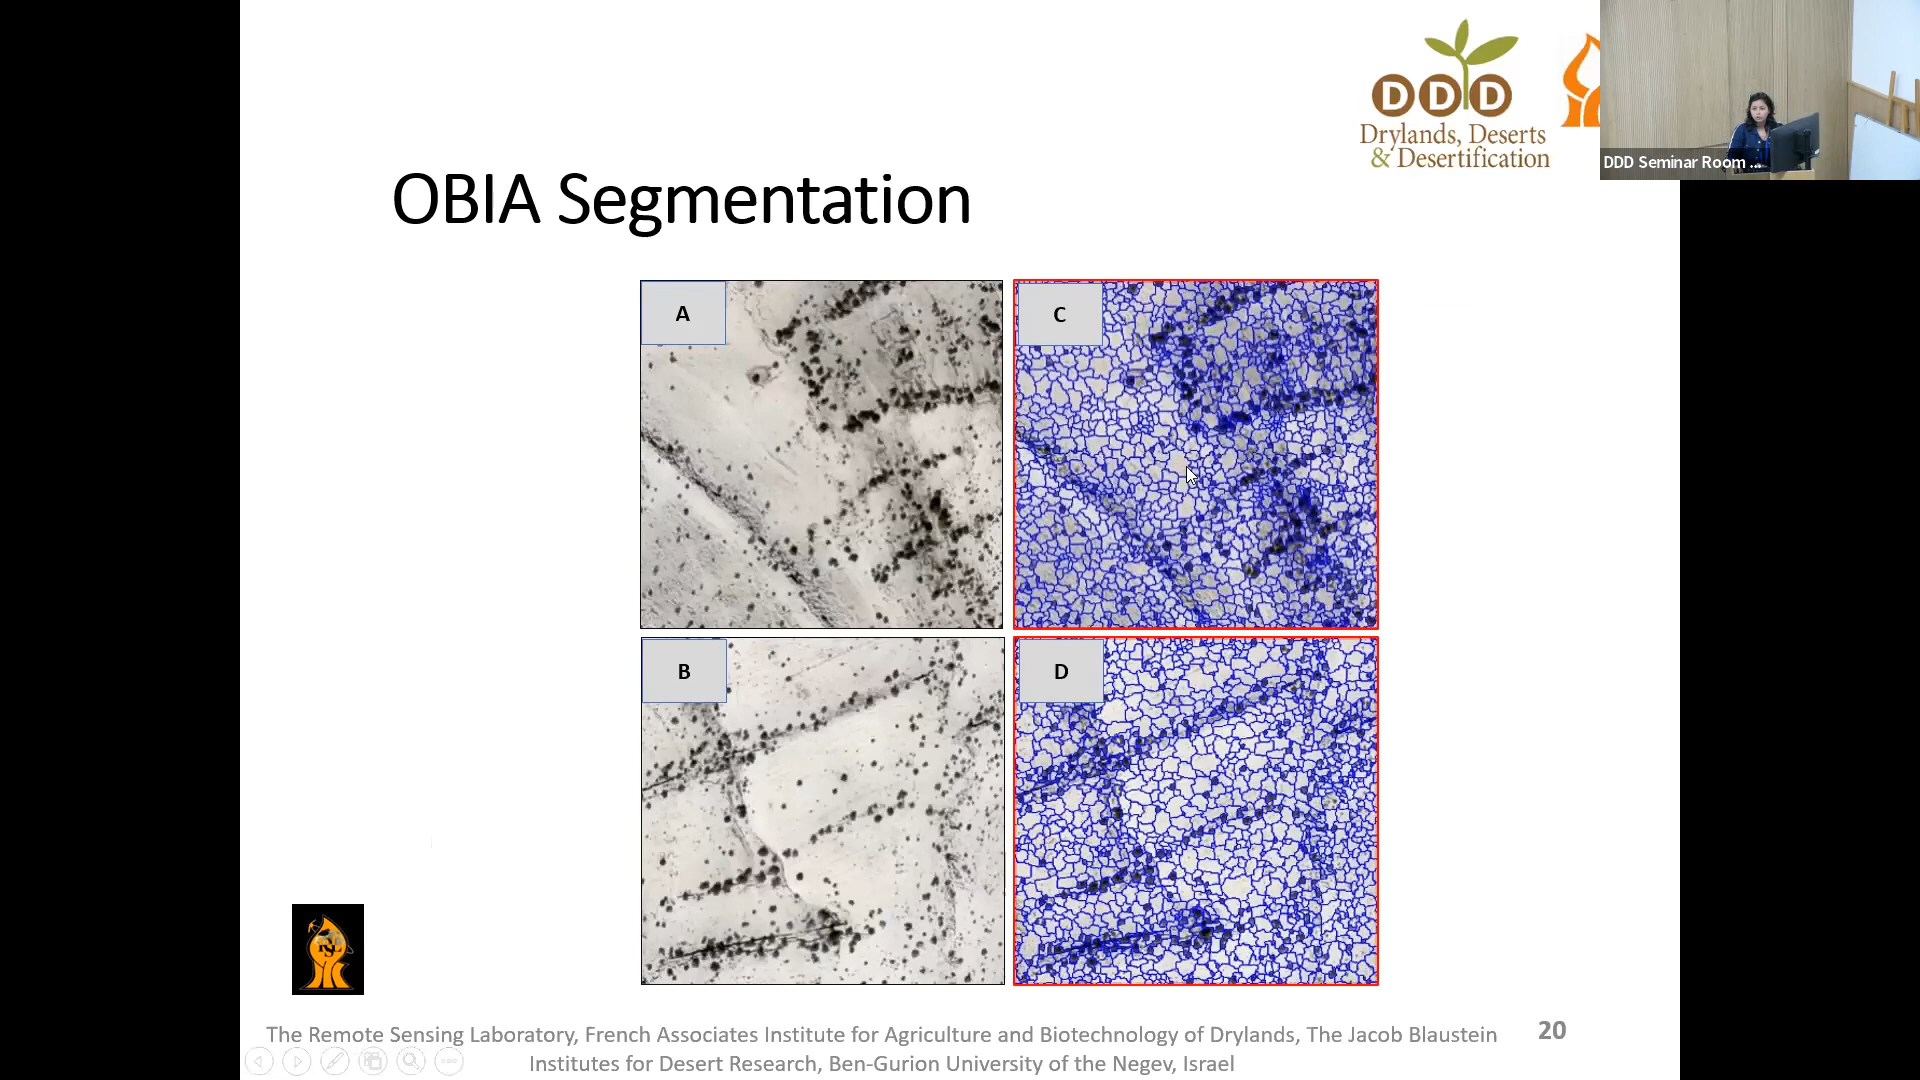 DDD
Drylands, Deserts
& Desertification
DDD Seminar Room ...
OBIA Segmentation
A
C
B
D
The Remote Sensing Laboratory, French Associates Institute for Agriculture and Biotechnology of Drylands, The Jacob Blaustein
Institutes for Desert Research, Ben-Gurion University of the Negev, Israel
20